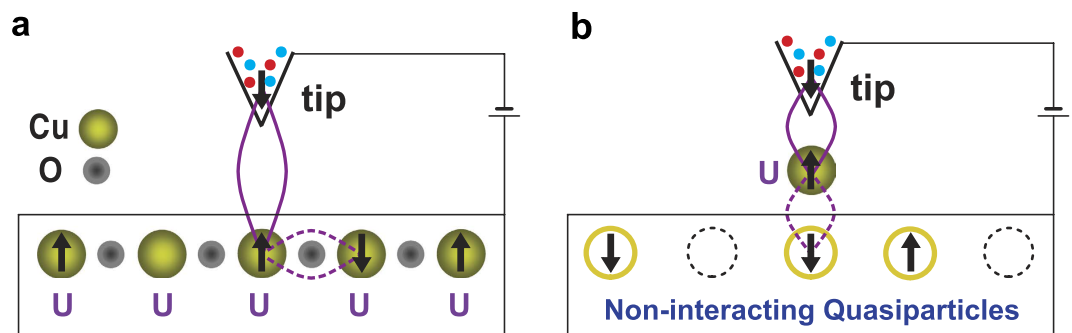 a
tip
Cu
O
U U U U U
b
tip
U
Non-interacting Quasiparticles